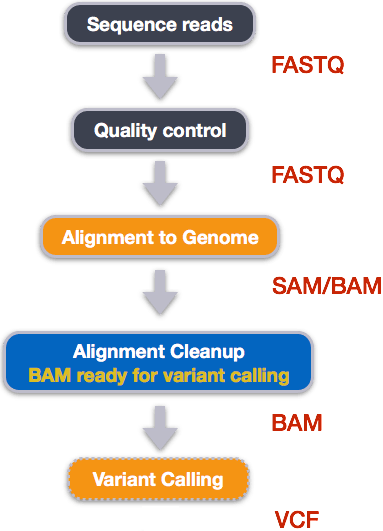 Sequence reads
FASTQ
Quality control
FASTQ
Alignment to Genome
SAM/BAM
Alignment Cleanup
BAM ready for variant calling
BAM
Variant Calling
VCF